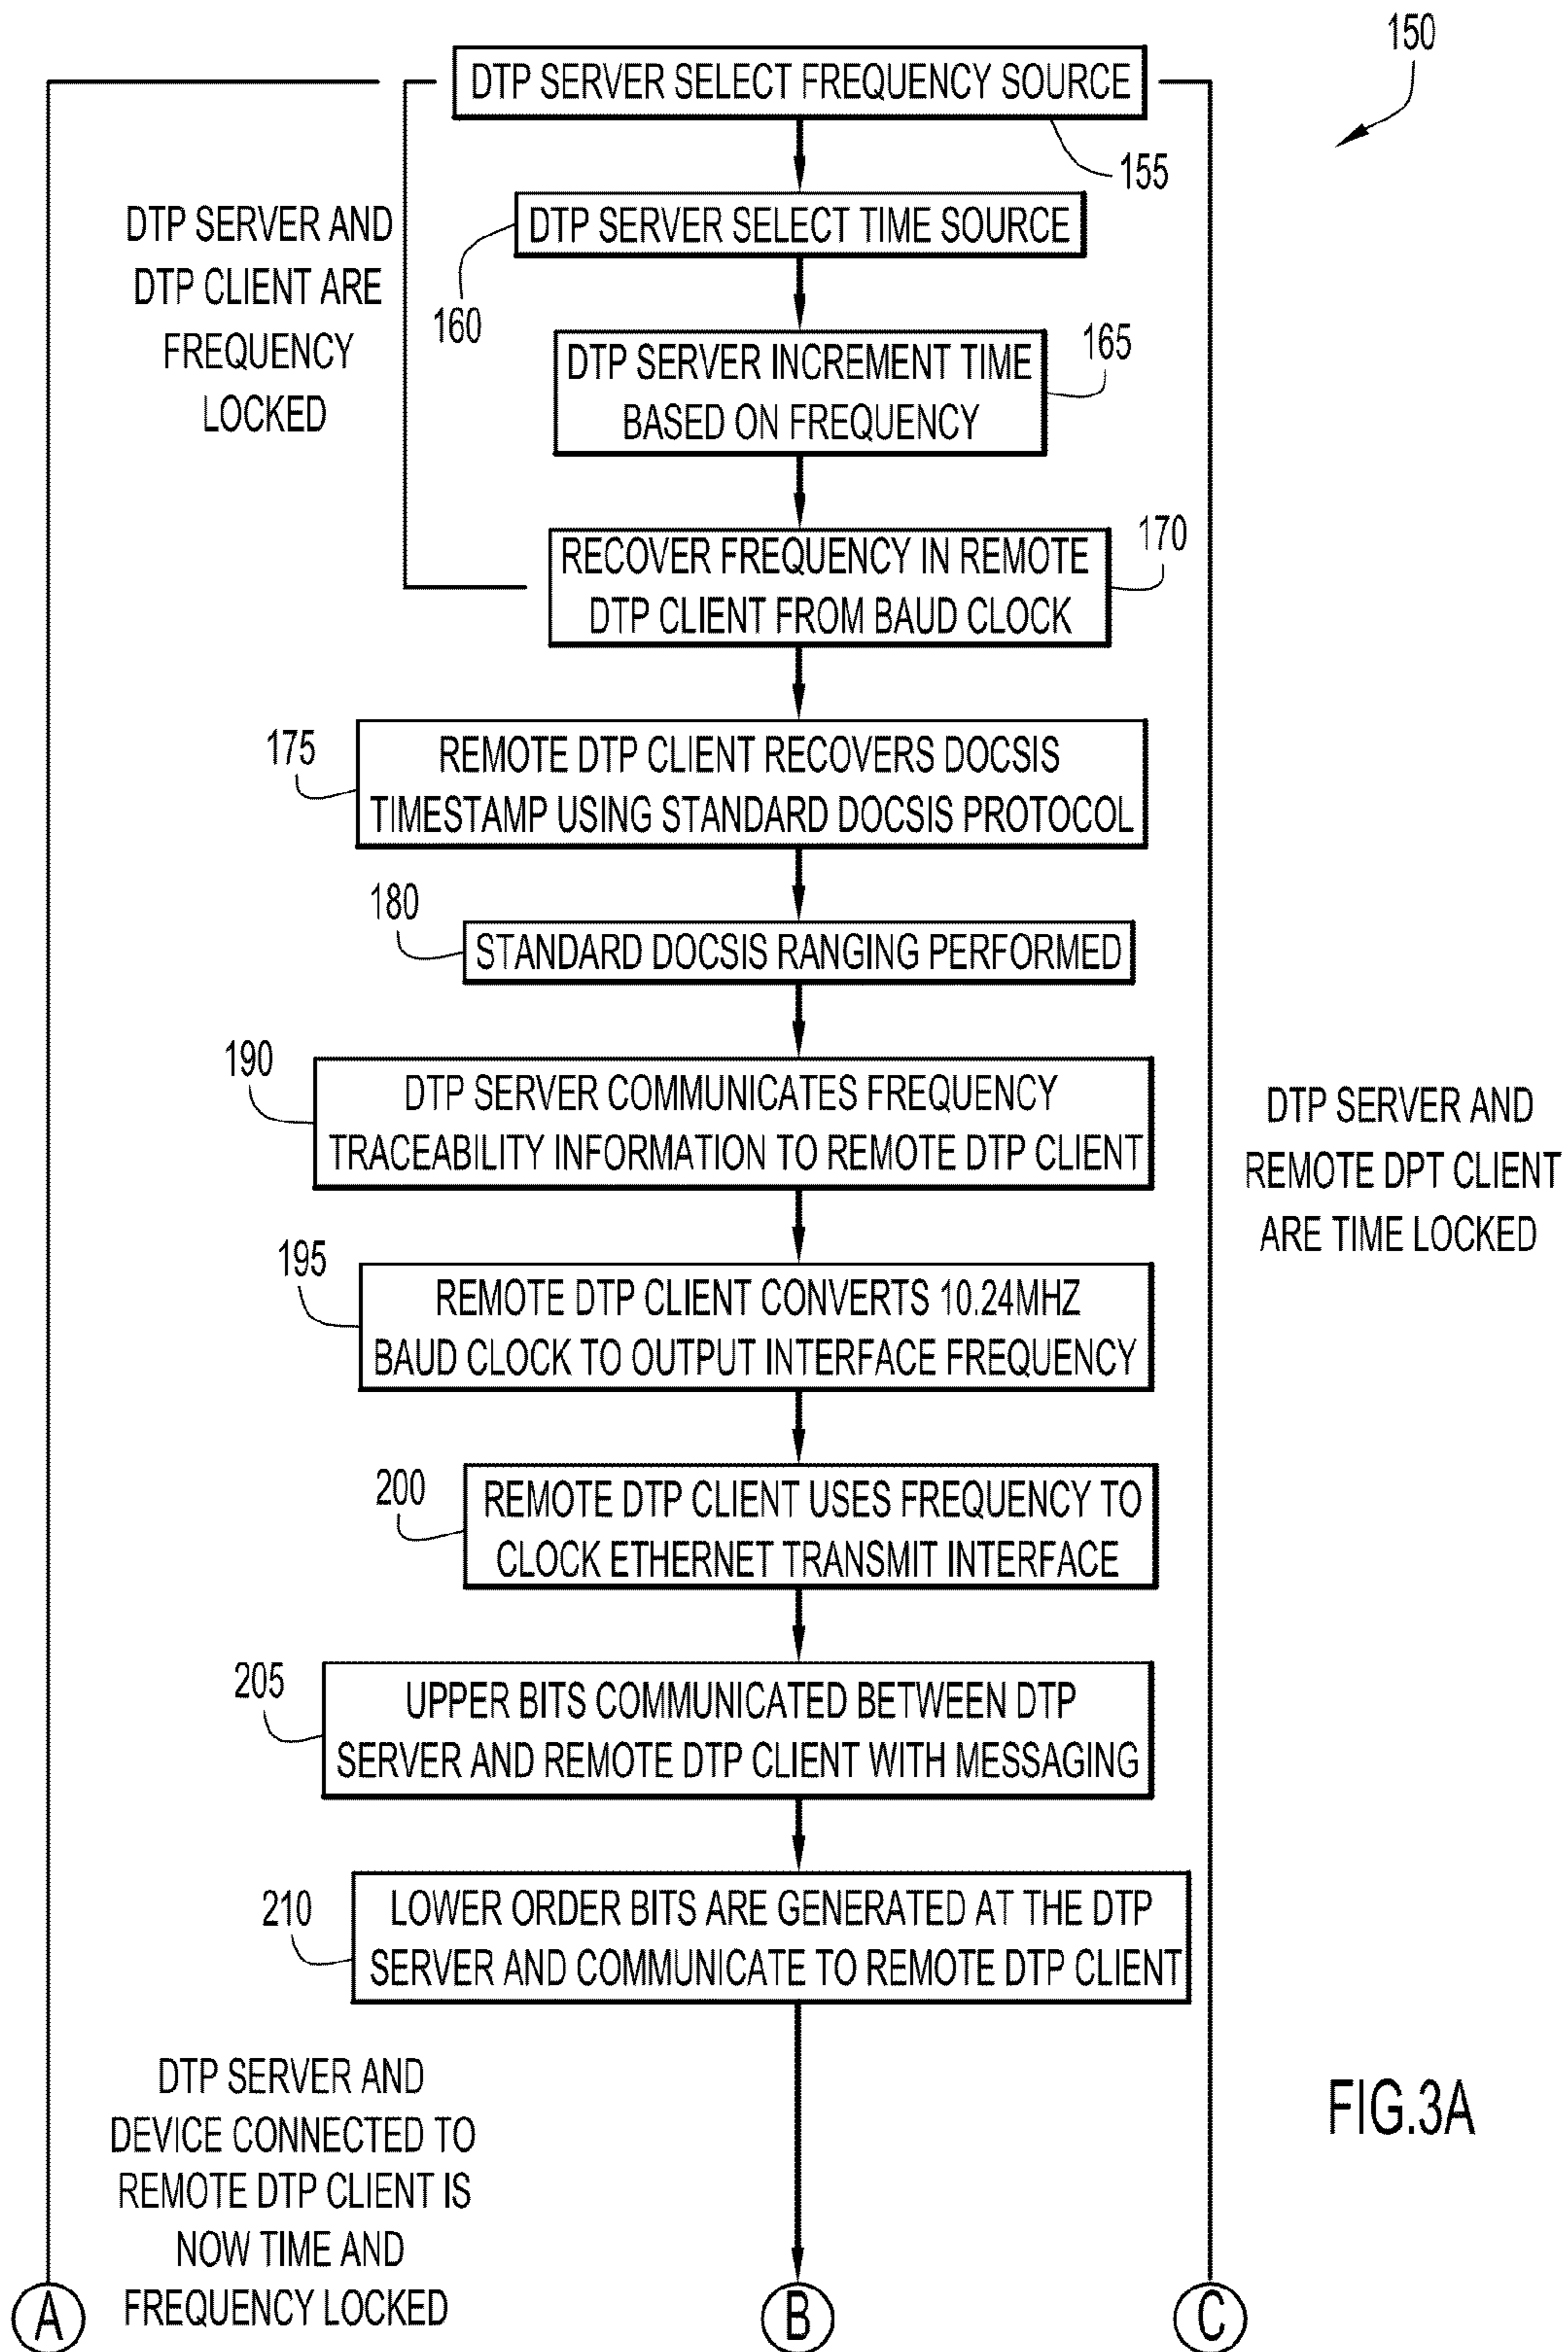 150
DTP SERVER SELECT FREQUENCY SOURCE
155
DTP SERVER AND
DTP CLIENT ARE
FREQUENCY
LOCKED
DTP SERVER SELECT TIME SOURCE
160
DTP SERVER INCREMENT TIME
BASED ON FREQUENCY
165
RECOVER FREQUENCY IN REMOTE
DTP CLIENT FROM BAUD CLOCK
170
175
REMOTE DTP CLIENT RECOVERS DOCSIS
TIMESTAMP USING STANDARD DOCSIS PROTOCOL
180
STANDARD DOCSIS RANGING PERFORMED
190
DTP SERVER COMMUNICATES FREQUENCY
TRACEABILITY INFORMATION TO REMOTE DTP CLIENT
DTP SERVER AND
REMOTE DPT CLIENT
ARE TIME LOCKED
195
REMOTE DTP CLIENT CONVERTS 10.24MHZ
BAUD CLOCK TO OUTPUT INTERFACE FREQUENCY
200
REMOTE DTP CLIENT USES FREQUENCY TO
CLOCK ETHERNET TRANSMIT INTERFACE
205
UPPER BITS COMMUNICATED BETWEEN DTP
SERVER AND REMOTE DTP CLIENT WITH MESSAGING
210
LOWER ORDER BITS ARE GENERATED AT THE DTP
SERVER AND COMMUNICATE TO REMOTE DTP CLIENT
DTP SERVER AND
DEVICE CONNECTED TO
REMOTE DTP CLIENT IS
NOW TIME AND
FREQUENCY LOCKED
FIG.3A
A
B
C